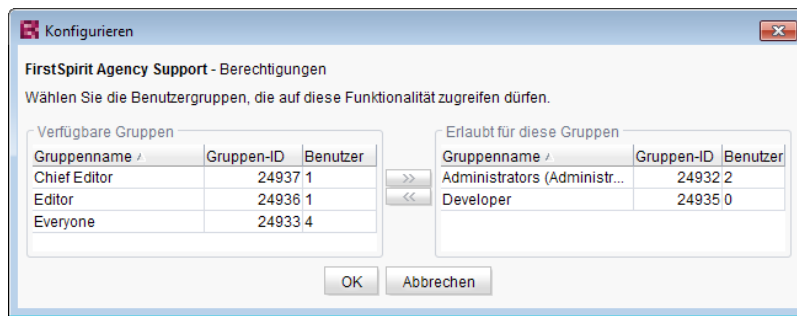 Konfigurieren
FirstSpirit Agency Support - Berechtigungen
Wählen Sie die Benutzergruppen, die auf diese Funktionalität zugreifen dürfen.
Verfügbare Gruppen
Gruppenname Gruppen-ID Benutzer
Chief Editor 24937 1
Editor 24936 1
Everyone 24933 4
>>
<<
Erlaubt für diese Gruppen
Gruppenname Gruppen-ID Benutzer
Administrators (Administr... 24932 2
Developer 24935 0
OK Abbrechen